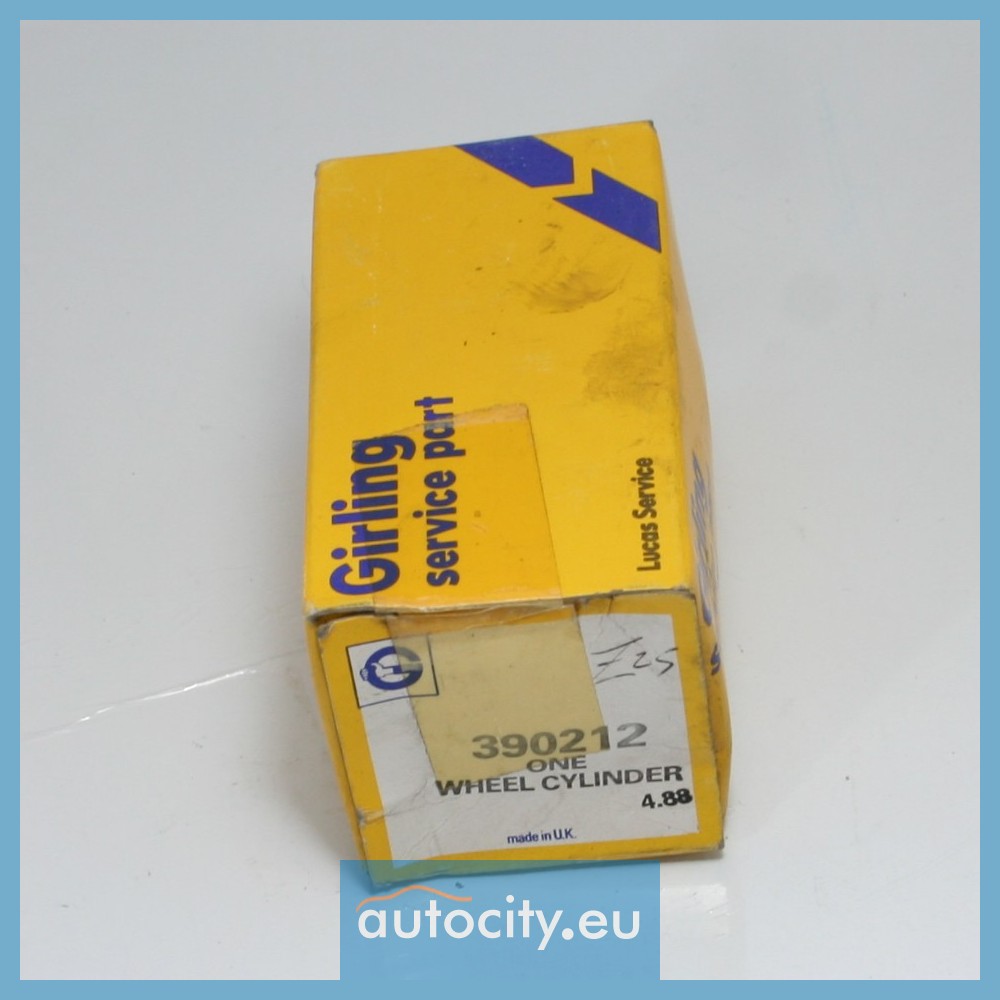 Girling
service part
Lucas Service
Z25
390212
ONE
WHEEL CYLINDER
4.88
made in U.K.
autocity.eu